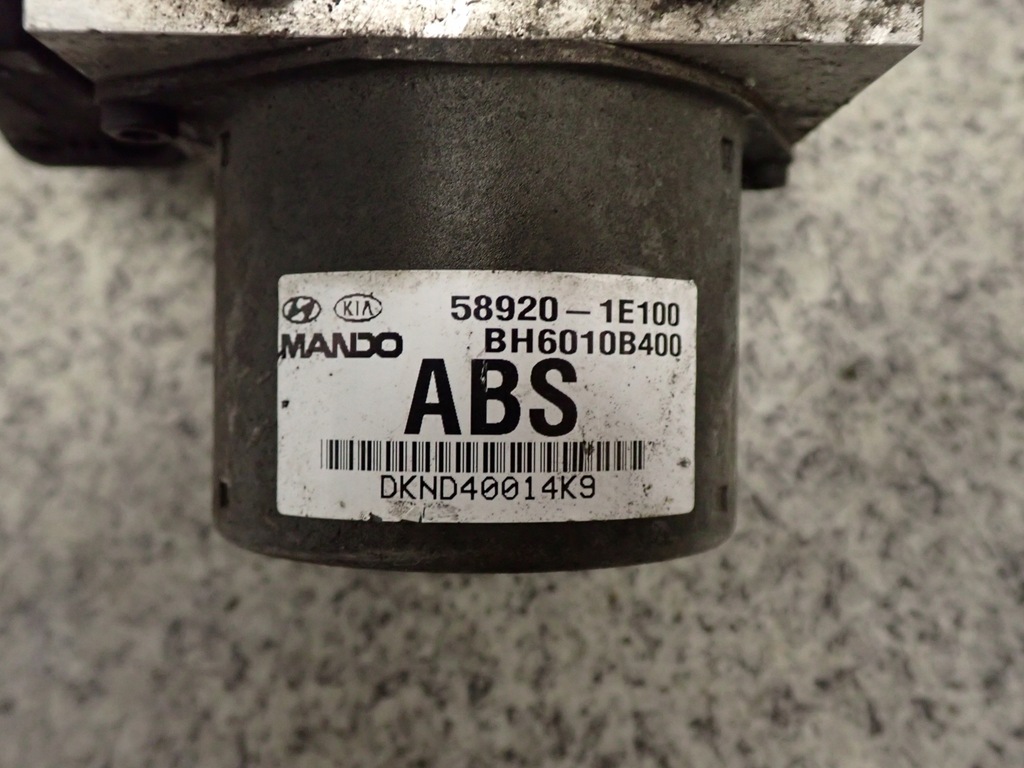 KIA 58920-1E100
MANDO BH6010B400
ABS
DKND40014K9